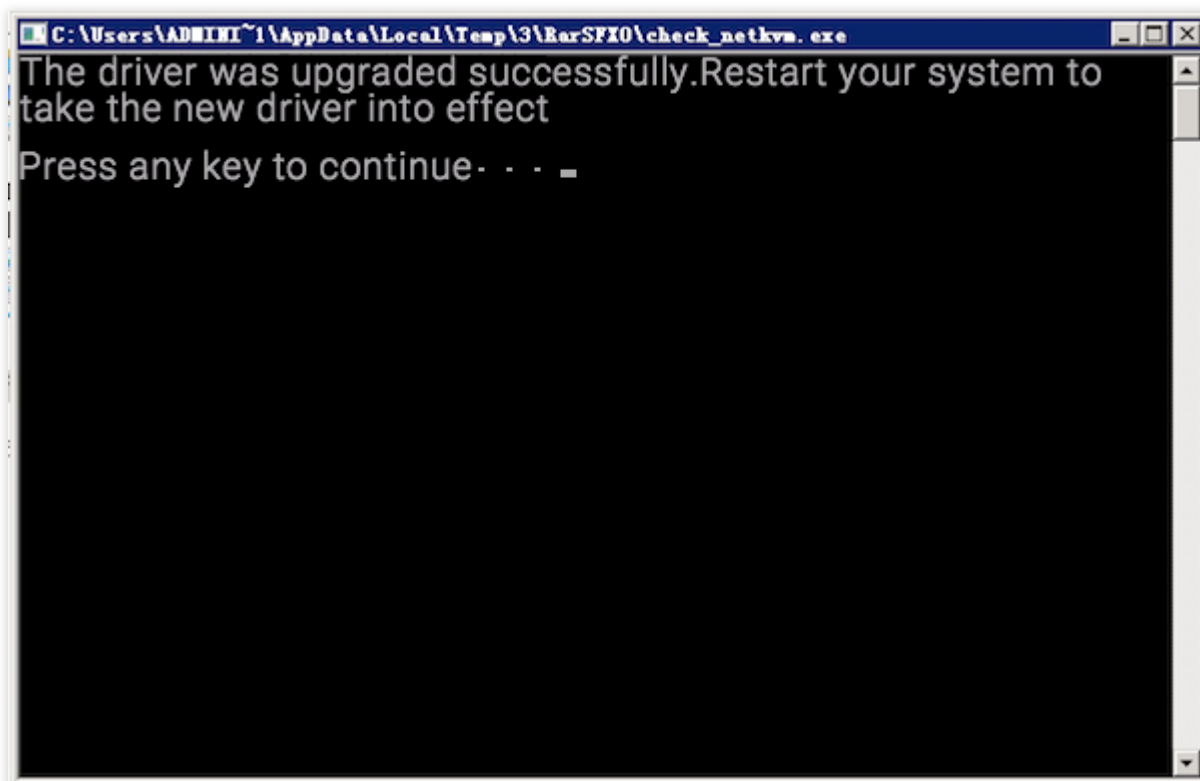 C:\Users\ADMINI~1\AppData\Local\Temp\3\RarSFX0\check_netkvm.exe
The driver was upgraded successfully.Restart your system to
take the new driver into effect
Press any key to continue. . . _